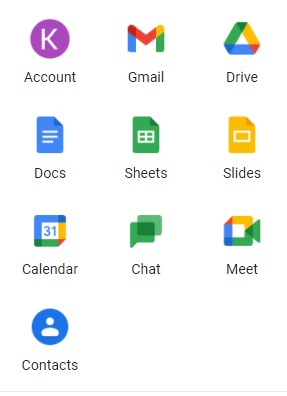 K
Account Gmail Drive
Docs Sheets Slides
31
Calendar Chat Meet
Contacts